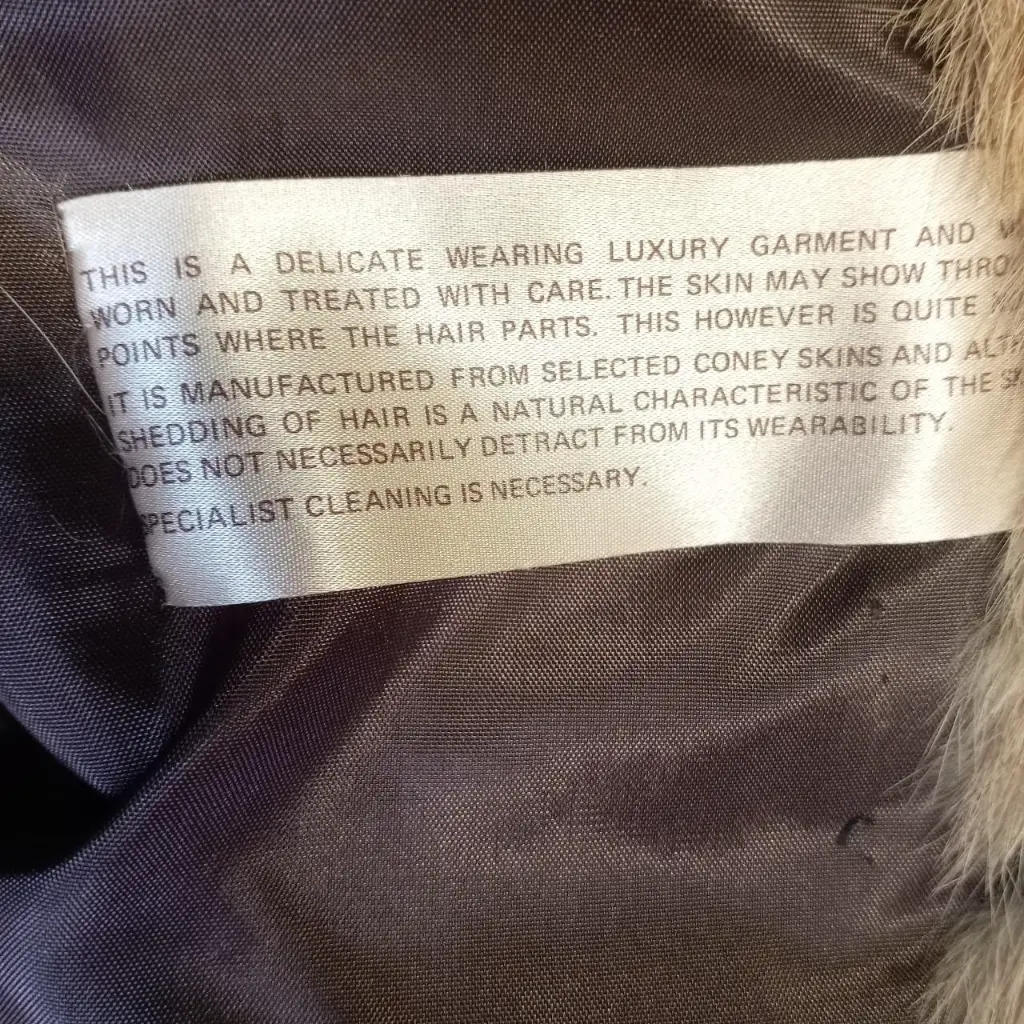 THIS IS A DELICATE WEARING LUXURY GARMENT AND
WORN AND TREATED WITH CARE. THE SKIN MAY SHOW
POINTS WHERE THE HAIR PARTS. THIS HOWEVER IS QUITE
IT IS MANUFACTURED FROM SELECTED CONEY SKINS AND
SHEDDING OF HAIR IS A NATURAL CHARACTERISTIC OF THE
DOES NOT NECESSARILY DETRACT FROM ITS WEARABILITY.
SPECIALIST CLEANING IS NECESSARY.